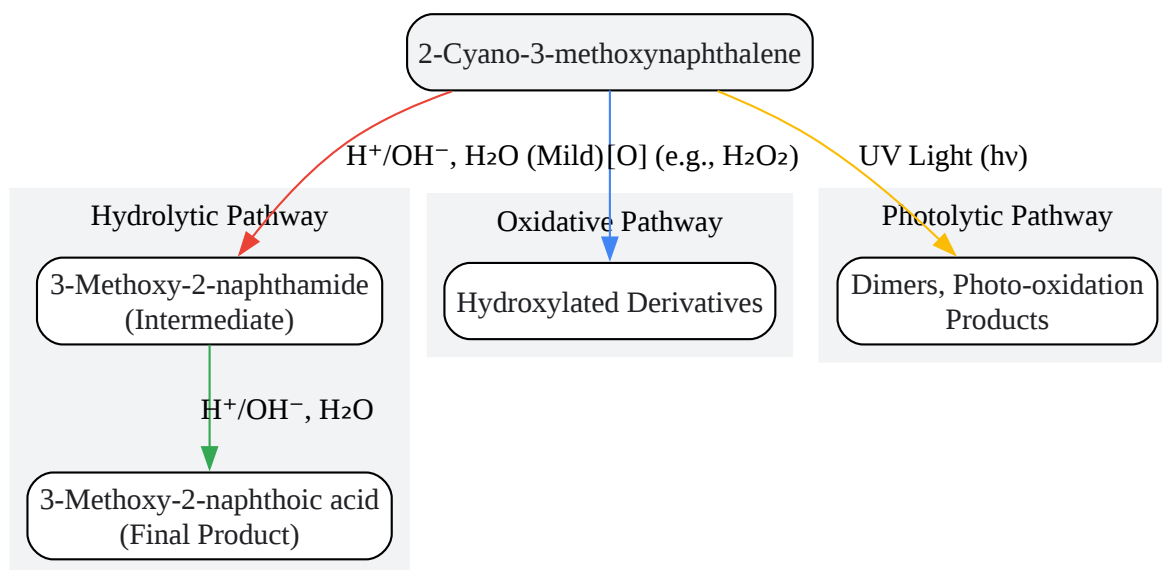 2-Cyano-3-methoxynaphthalene
H⁺/OH⁻, H₂O (Mild)
[O] (e.g., H₂O₂)
UV Light (hν)
Hydrolytic Pathway
Oxidative Pathway
Photolytic Pathway
3-Methoxy-2-naphthamide
(Intermediate)
Hydroxylated Derivatives
Dimers, Photo-oxidation
Products
H⁺/OH⁻, H₂O
3-Methoxy-2-naphthoic acid
(Final Product)